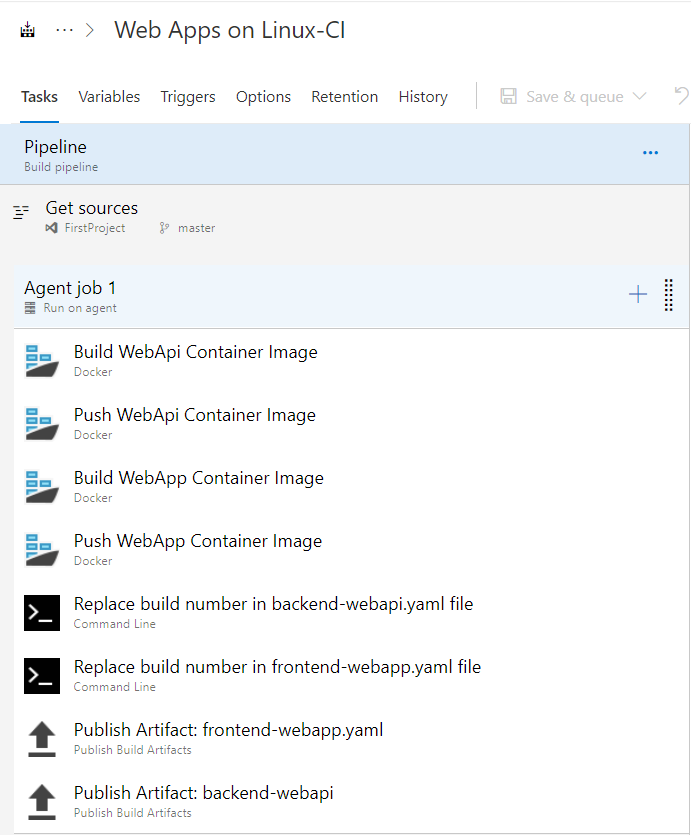 ... > Web Apps on Linux-CI
Tasks Variables Triggers Options Retention History Save & queue
Pipeline
Build pipeline
...
Get sources
FirstProject master
Agent job 1
Run on agent
Build WebApi Container Image
Docker
Push WebApi Container Image
Docker
Build WebApp Container Image
Docker
Push WebApp Container Image
Docker
Replace build number in backend-webapi.yaml file
Command Line
Replace build number in frontend-webapp.yaml file
Command Line
Publish Artifact: frontend-webapp.yaml
Publish Build Artifacts
Publish Artifact: backend-webapi
Publish Build Artifacts